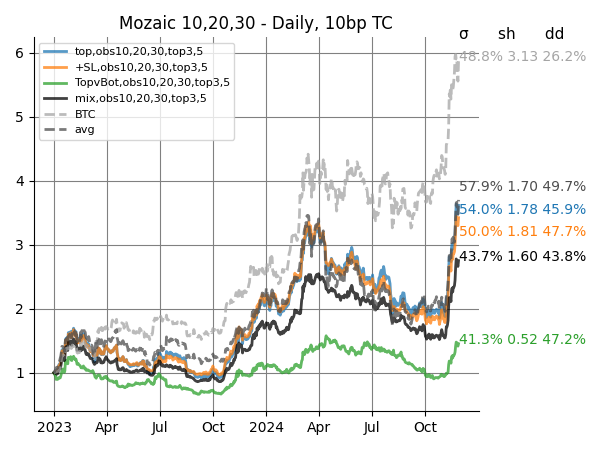 Mozaic 10,20,30 - Daily, 10bp TC
σ sh dd
top,obs10,20,30,top3,5
+SL,obs10,20,30,top3,5
TopvBot,obs10,20,30,top3,5
mix,obs10,20,30,top3,5
BTC
avg
48.8% 3.13 26.2%
57.9% 1.70 49.7%
54.0% 1.78 45.9%
50.0% 1.81 47.7%
43.7% 1.60 43.8%
41.3% 0.52 47.2%
6
5
4
3
2
1
2023 Apr Jul Oct 2024 Apr Jul Oct